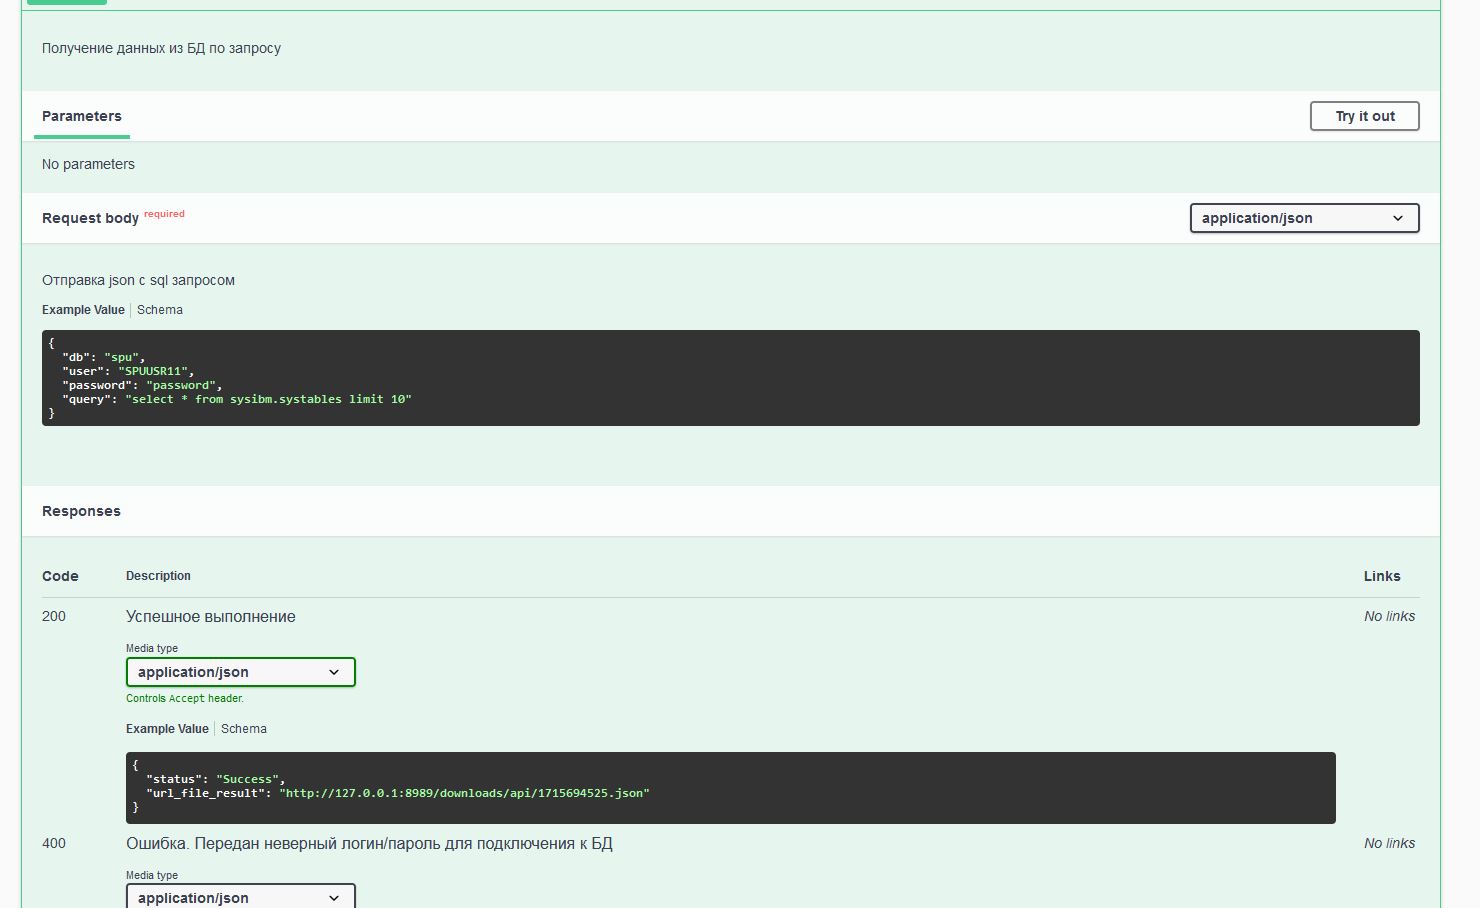 Получение данных из БД по запросу
Parameters
Try it out
No parameters
Request body required
application/json
Отправка json с sql запросом
Example Value Schema
{
"db": "spu",
"user": "SPUUSR11",
"password": "password",
"query": "select * from sysibm.systables limit 10"
}
Responses
Code Description Links
200 Успешное выполнение No links
Media type
application/json
Controls Accept header.
Example Value Schema
{
"status": "Success",
"url_file_result": "http://127.0.0.1:8989/downloads/api/1715694525.json"
}
400 Ошибка. Передан неверный логин/пароль для подключения к БД No links
Media type
application/json